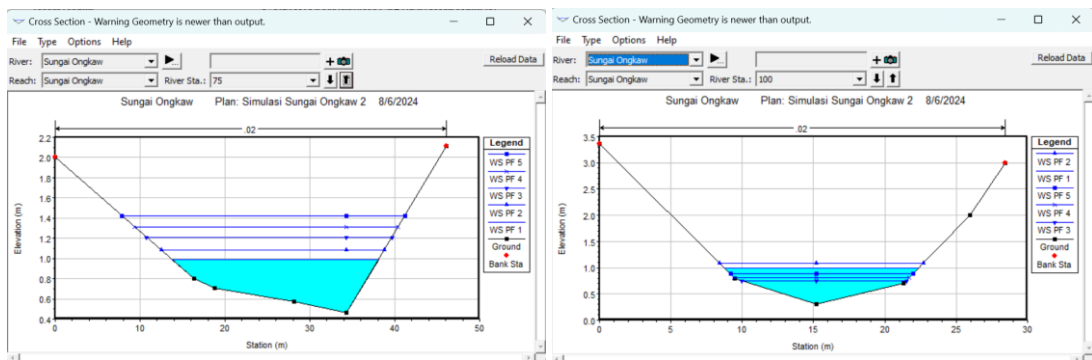 Cross Section - Warning Geometry is newer than output.
File Type Options Help
River: Sungai Ongkaw
Reload Data
Reach: Sungai Ongkaw River Sta.: 75
Sungai Ongkaw Plan: Simulasi Sungai Ongkaw 2 8/6/2024
.02
Legend
WS PF 5
WS PF 4
WS PF 3
WS PF 2
WS PF 1
Ground
Bank Sta
2.2
2.0
1.8
1.6
1.4
1.2
1.0
0.8
0.6
0.4
Elevation (m)
0 10 20 30 40 50
Station (m)
Cross Section - Warning Geometry is newer than output.
File Type Options Help
River: Sungai Ongkaw
Reload Data
Reach: Sungai Ongkaw River Sta.: 100
Sungai Ongkaw Plan: Simulasi Sungai Ongkaw 2 8/6/2024
.02
Legend
WS PF 2
WS PF 1
WS PF 5
WS PF 4
WS PF 3
Ground
Bank Sta
3.5
3.0
2.5
2.0
1.5
1.0
0.5
0.0
Elevation (m)
0 5 10 15 20 25 30
Station (m)